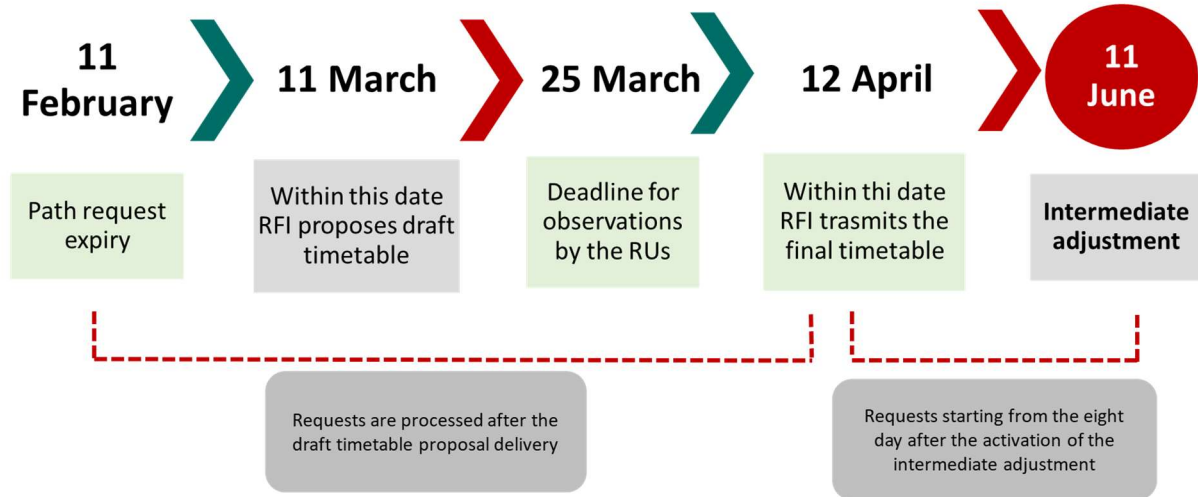 11
February
11 March
25 March
12 April
11
June
Path request
expiry
Within this date
RFI proposes draft
timetable
Deadline for
observations
by the RUs
Within thi date
RFI trasmits the
final timetable
Intermediate
adjustment
Requests are processed after the
draft timetable proposal delivery
Requests starting from the eight
day after the activation of the
intermediate adjustment